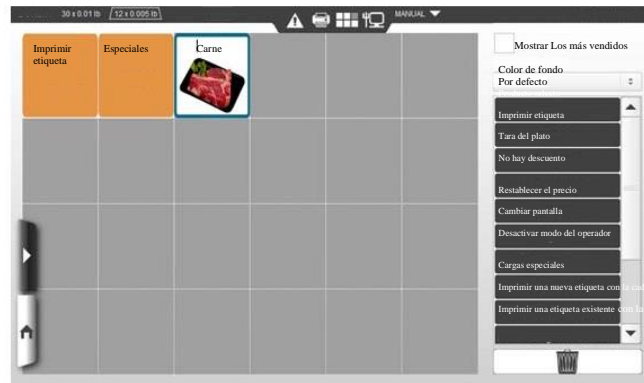 30 x 0.01 lb
12 x 0.005 lb
MANUAL
Imprimir
etiqueta
Especiales
Carne
Mostrar Los más vendidos
Color de fondo
Por defecto
Imprimir etiqueta
Tara del plato
No hay descuento
Restablecer el precio
Cambiar pantalla
Desactivar modo del operador
Cargas especiales
Imprimir una nueva etiqueta con la
Imprimir una etiqueta existente con la